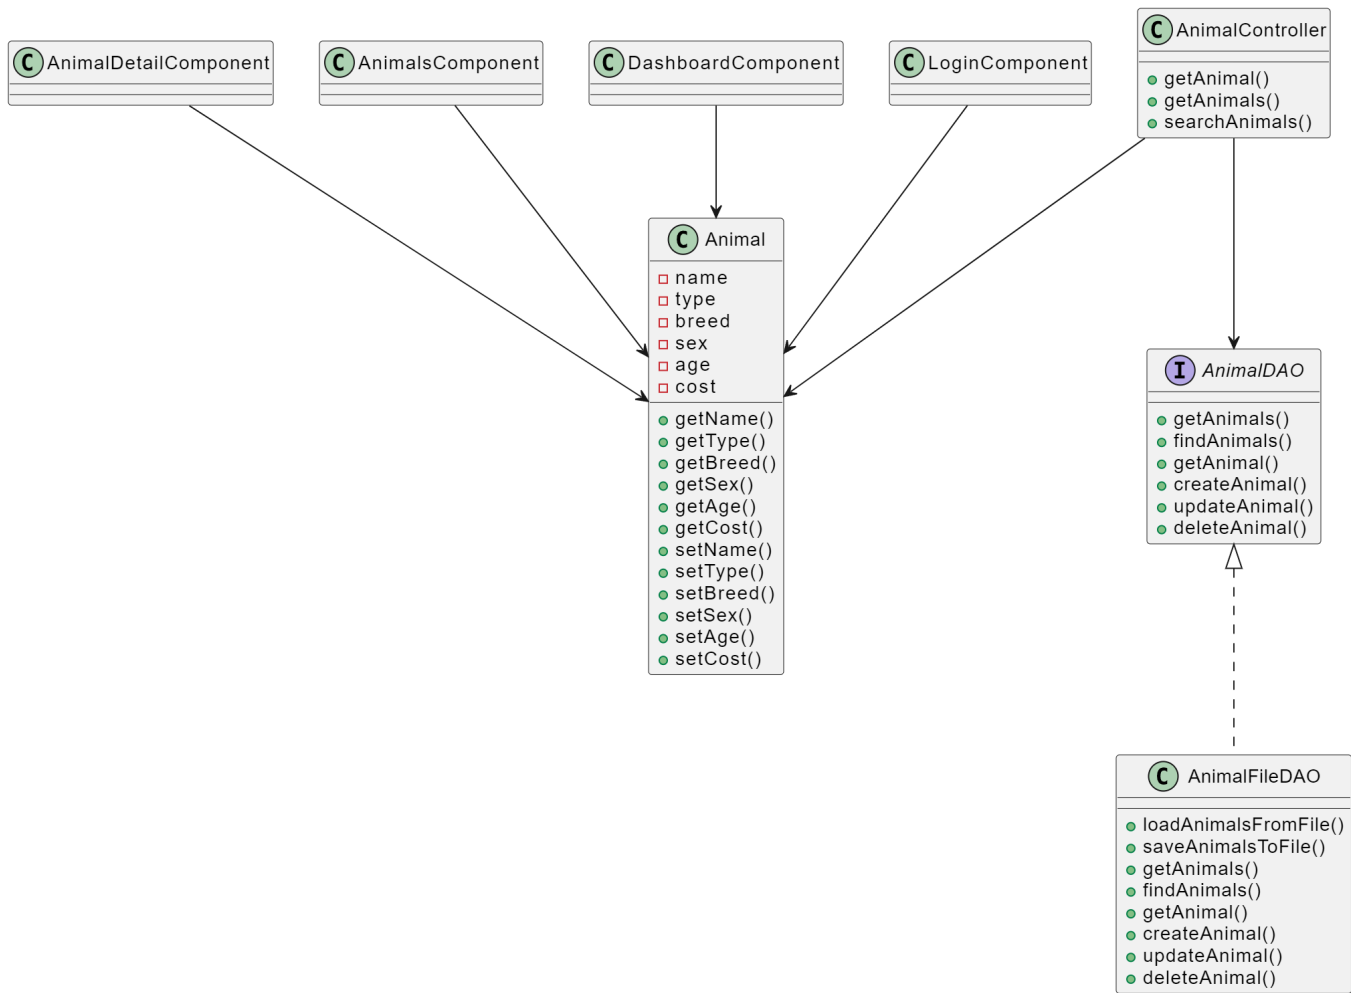 C AnimalDetailComponent
C AnimalsComponent
C DashboardComponent
C LoginComponent
C AnimalController
getAnimal()
getAnimals()
searchAnimals()
C Animal
name
type
breed
sex
age
cost
getName()
getType()
getBreed()
getSex()
getAge()
getCost()
setName()
setType()
setBreed()
setSex()
setAge()
setCost()
I AnimalDAO
getAnimals()
findAnimals()
getAnimal()
createAnimal()
updateAnimal()
deleteAnimal()
C AnimalFileDAO
loadAnimalsFromFile()
saveAnimalsToFile()
getAnimals()
findAnimals()
getAnimal()
createAnimal()
updateAnimal()
deleteAnimal()